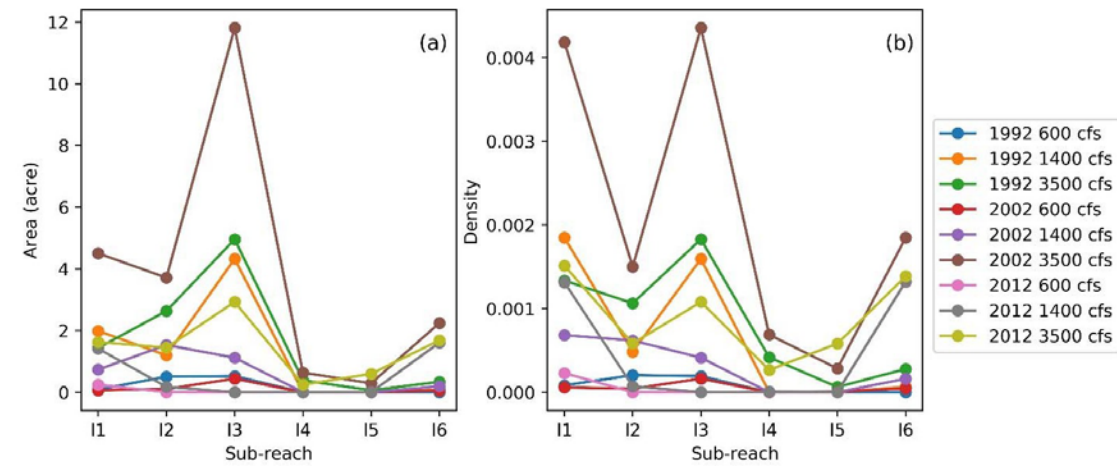 (a)
Area (acre)
12
10
8
6
4
2
0
I1 I2 I3 I4 I5 I6
Sub-reach
(b)
Density
0.004
0.003
0.002
0.001
0.000
I1 I2 I3 I4 I5 I6
Sub-reach
1992 600 cfs
1992 1400 cfs
1992 3500 cfs
2002 600 cfs
2002 1400 cfs
2002 3500 cfs
2012 600 cfs
2012 1400 cfs
2012 3500 cfs